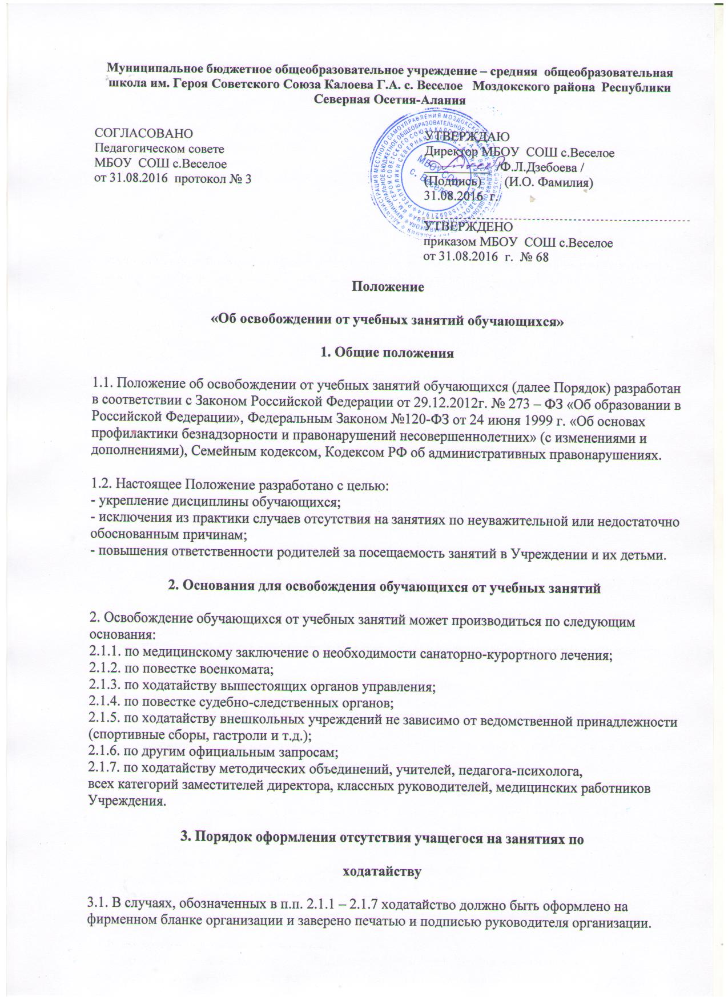 Муниципальное бюджетное общеобразовательное учреждение – средняя общеобразовательная
школа им. Героя Советского Союза Калоева Г.А. с. Веселое Моздокского района Республики
Северная Осетия-Алания
СОГЛАСОВАНО
Педагогическом совете
МБОУ СОШ с.Веселое
от 31.08.2016 протокол № 3
УТВЕРЖДАЮ
Директор МБОУ СОШ с.Веселое
/Ф.Л.Дзебоева /
(Подпись) (И.О. Фамилия)
31.08.2016 г.
МБОУ СОШ
с. Веселое
УТВЕРЖДЕНО
приказом МБОУ СОШ с.Веселое
от 31.08.2016 г. № 68
Положение
«Об освобождении от учебных занятий обучающихся»
1. Общие положения
1.1. Положение об освобождении от учебных занятий обучающихся (далее Порядок) разработан
в соответствии с Законом Российской Федерации от 29.12.2012г. № 273 – ФЗ «Об образовании в
Российской Федерации», Федеральным Законом №120-ФЗ от 24 июня 1999 г. «Об основах
профилактики безнадзорности и правонарушений несовершеннолетних» (с изменениями и
дополнениями), Семейным кодексом, Кодексом РФ об административных правонарушениях.
1.2. Настоящее Положение разработано с целью:
- укрепление дисциплины обучающихся;
- исключения из практики случаев отсутствия на занятиях по неуважительной или недостаточно
обоснованным причинам;
- повышения ответственности родителей за посещаемость занятий в Учреждении и их детьми.
2. Основания для освобождения обучающихся от учебных занятий
2. Освобождение обучающихся от учебных занятий может производиться по следующим
основания:
2.1.1. по медицинскому заключение о необходимости санаторно-курортного лечения;
2.1.2. по повестке военкомата;
2.1.3. по ходатайству вышестоящих органов управления;
2.1.4. по повестке судебно-следственных органов;
2.1.5. по ходатайству внешкольных учреждений не зависимо от ведомственной принадлежности
(спортивные сборы, гастроли и т.д.);
2.1.6. по другим официальным запросам;
2.1.7. по ходатайству методических объединений, учителей, педагога-психолога,
всех категорий заместителей директора, классных руководителей, медицинских работников
Учреждения.
3. Порядок оформления отсутствия учащегося на занятиях по
ходатайству
3.1. В случаях, обозначенных в п.п. 2.1.1 – 2.1.7 ходатайство должно быть оформлено на
фирменном бланке организации и заверено печатью и подписью руководителя организации.